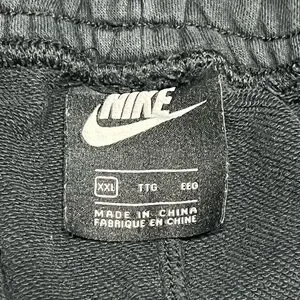 NIKE
XXL TTG EEG
MADE IN CHINA
FABRIQUE EN CHINE